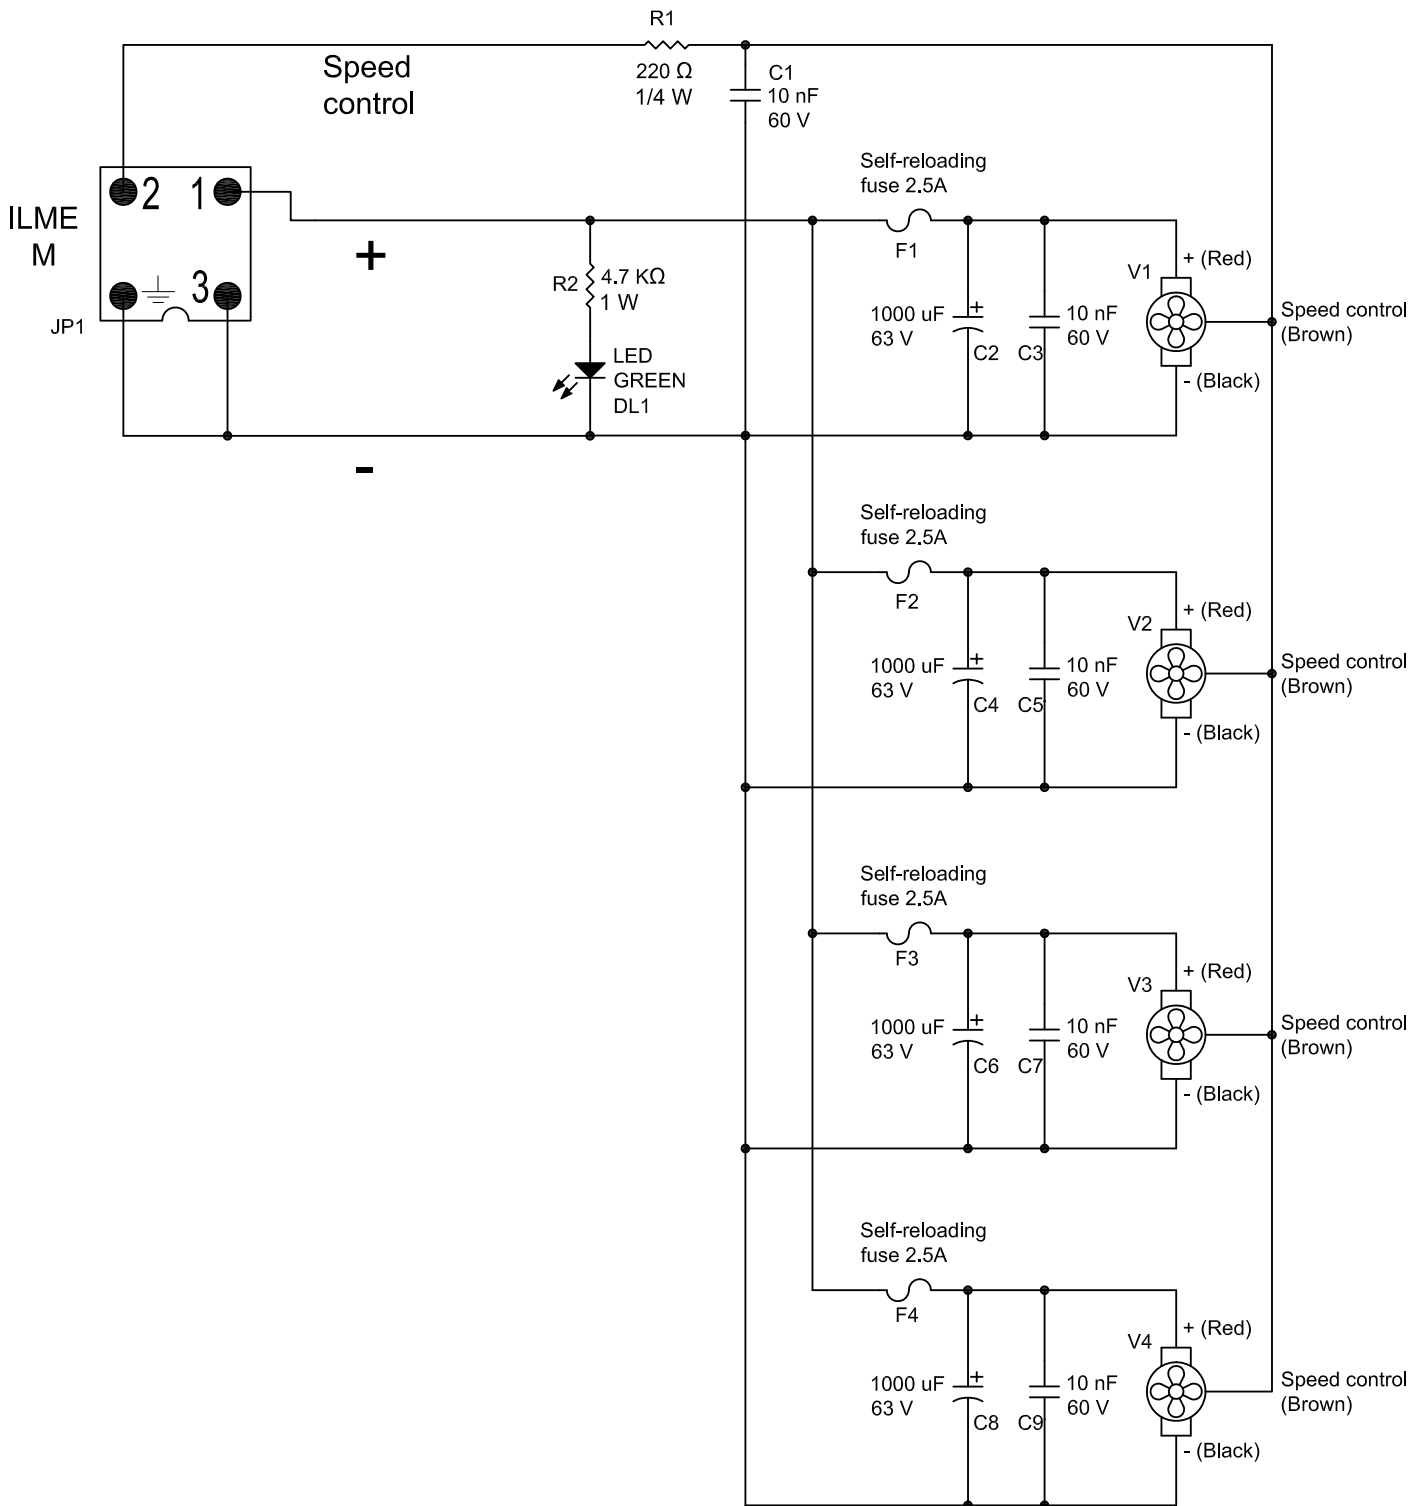 R1
Speed
control
220 Ω
1/4 W
C1
10 nF
60 V
ILME
M
2
1
3
JP1
+
-
R2
4.7 KΩ
1 W
LED
GREEN
DL1
Self-reloading
fuse 2.5A
F1
1000 uF
63 V
+
C2
C3
10 nF
60 V
V1
+ (Red)
- (Black)
Speed control
(Brown)
Self-reloading
fuse 2.5A
F2
1000 uF
63 V
+
C4
C5
10 nF
60 V
V2
+ (Red)
- (Black)
Speed control
(Brown)
Self-reloading
fuse 2.5A
F3
1000 uF
63 V
+
C6
C7
10 nF
60 V
V3
+ (Red)
- (Black)
Speed control
(Brown)
Self-reloading
fuse 2.5A
F4
1000 uF
63 V
+
C8
C9
10 nF
60 V
V4
+ (Red)
- (Black)
Speed control
(Brown)